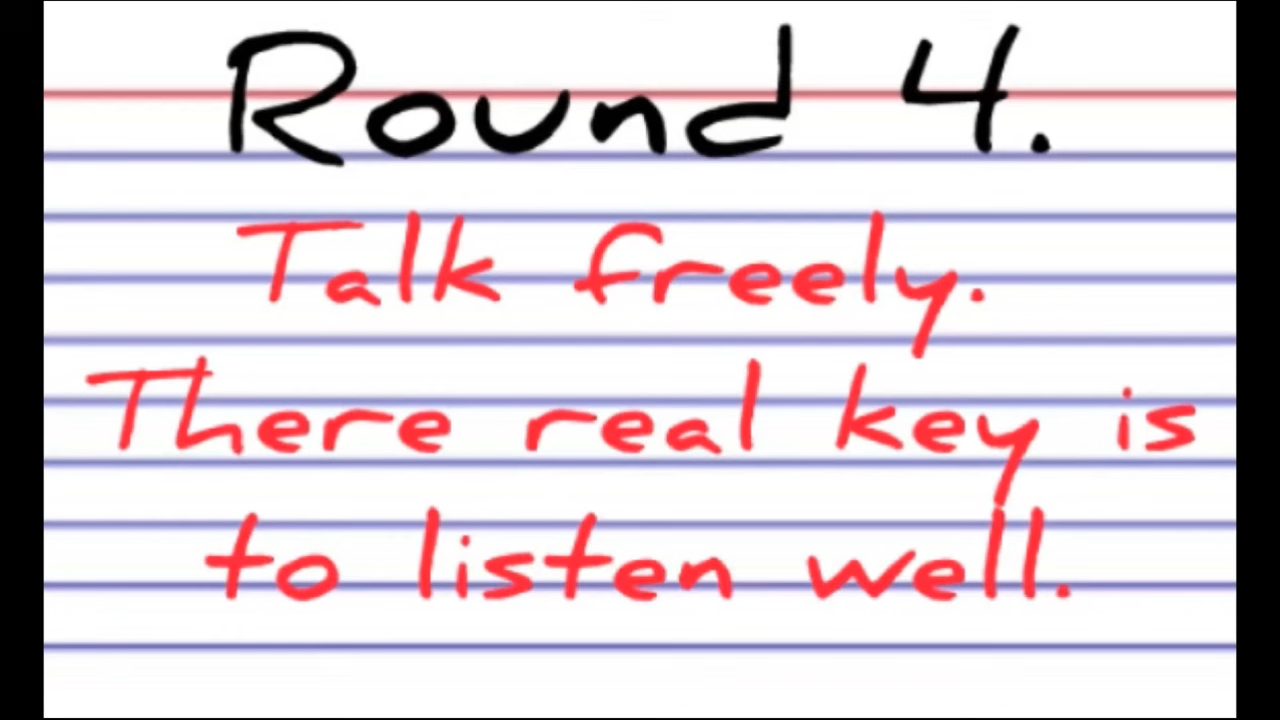 Round 4.
Talk freely.
There real key is
to listen well.